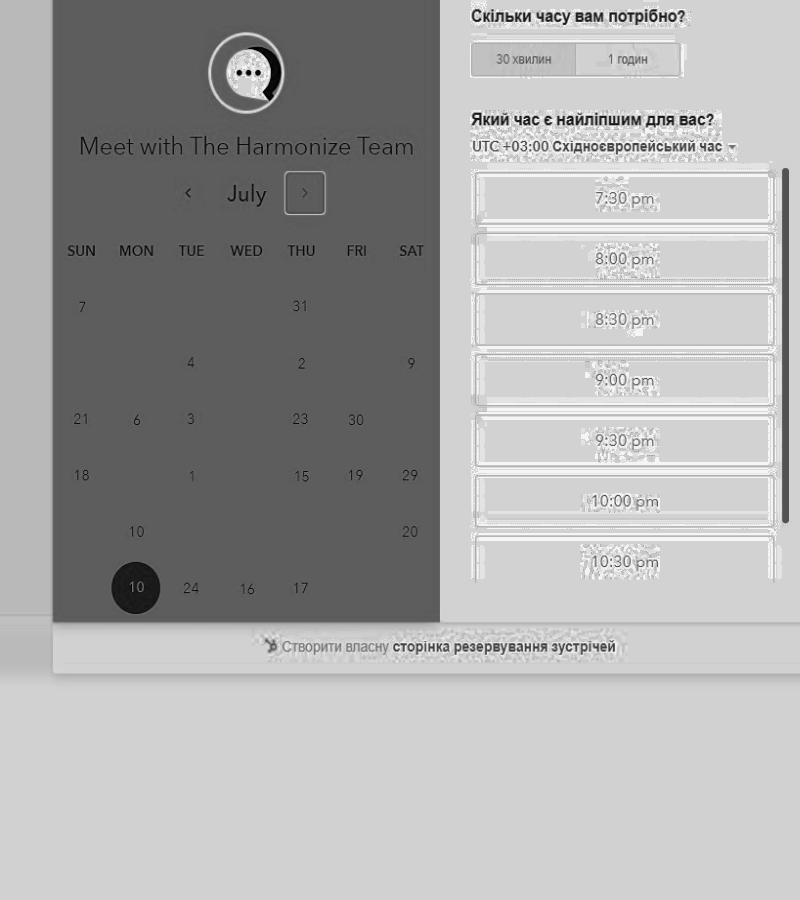 Meet with The Harmonize Team
July
SUN MON TUE WED THU FRI SAT
7 31
4 2 9
21 6 3 23 30
18 1 15 19 29
10 20
10 24 16 17
Скільки часу вам потрібно?
30 хвилин 1 годин
Який час є найліпшим для вас?
UTC +03:00 Східноєвропейський час
7:30 pm
8:00 pm
8:30 pm
9:00 pm
9:30 pm
10:00 pm
10:30 pm
Створити власну сторінка резервування зустрічей